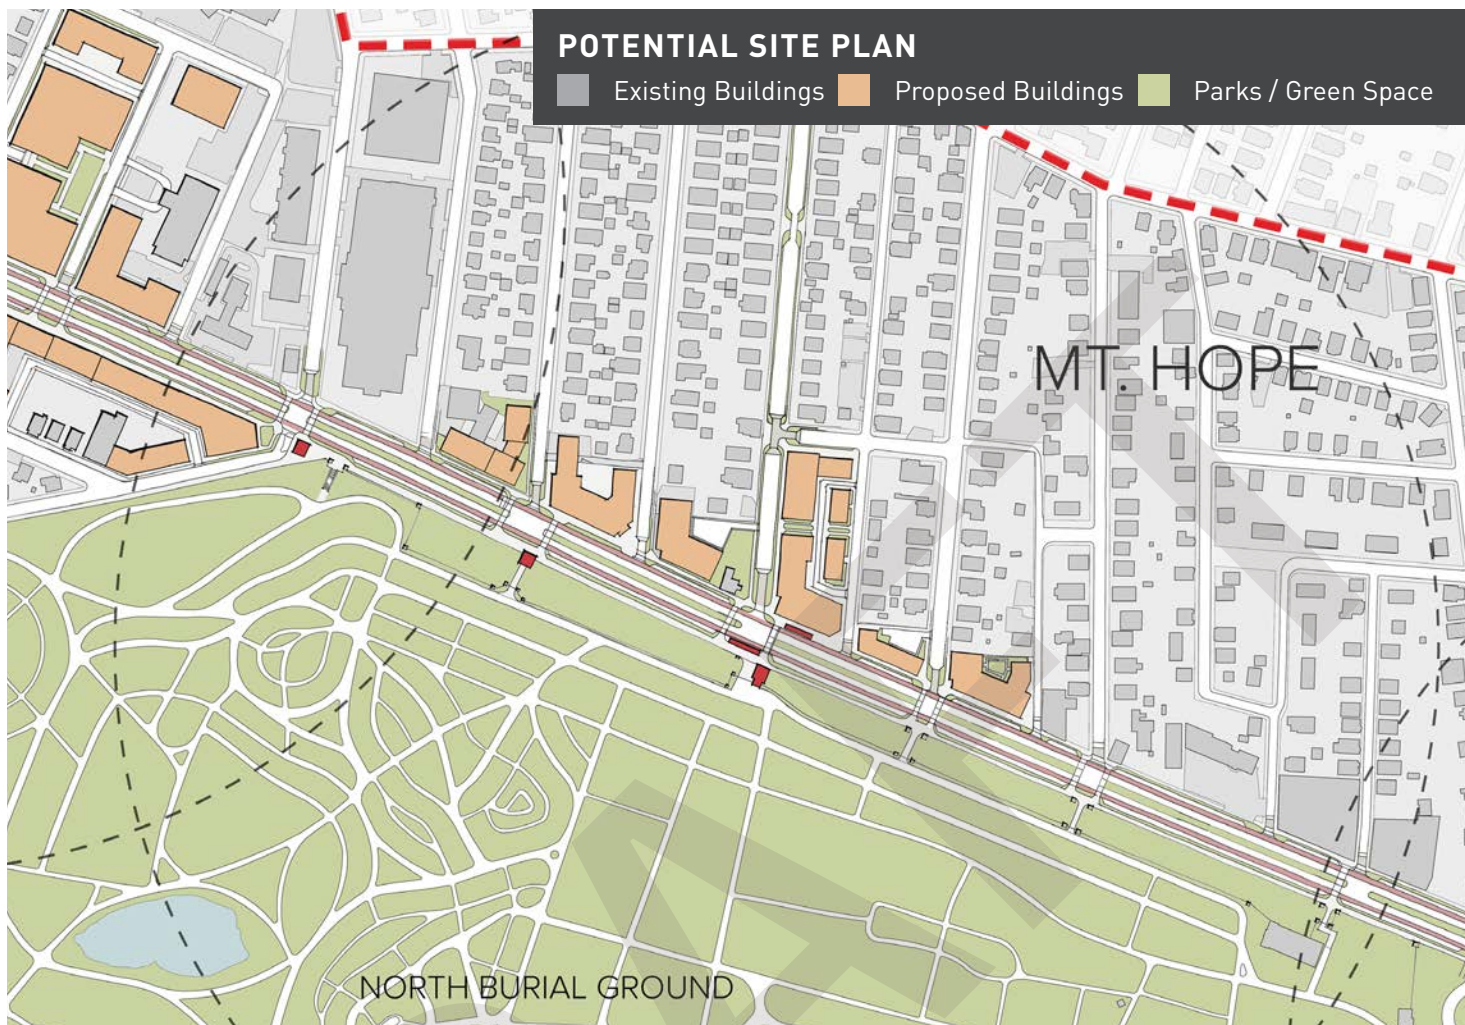 POTENTIAL SITE PLAN
Existing Buildings Proposed Buildings Parks / Green Space
MT. HOPE
NORTH BURIAL GROUND